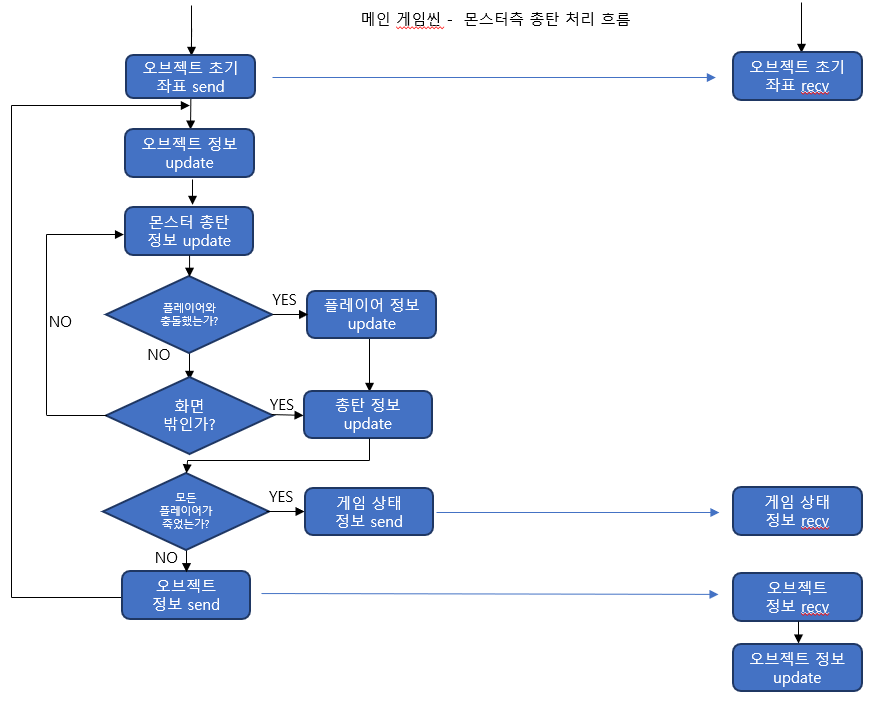 메인 게임씬 - 몬스터측 총탄 처리 흐름
오브젝트 초기
좌표 send
오브젝트 초기
좌표 recv
오브젝트 정보
update
몬스터 총탄
정보 update
플레이어와
충돌했는가?
YES
플레이어 정보
update
NO
NO
화면
밖인가?
YES
총탄 정보
update
모든
플레이어가
죽었는가?
YES
게임 상태
정보 send
게임 상태
정보 recv
NO
오브젝트
정보 send
오브젝트
정보 recv
오브젝트 정보
update